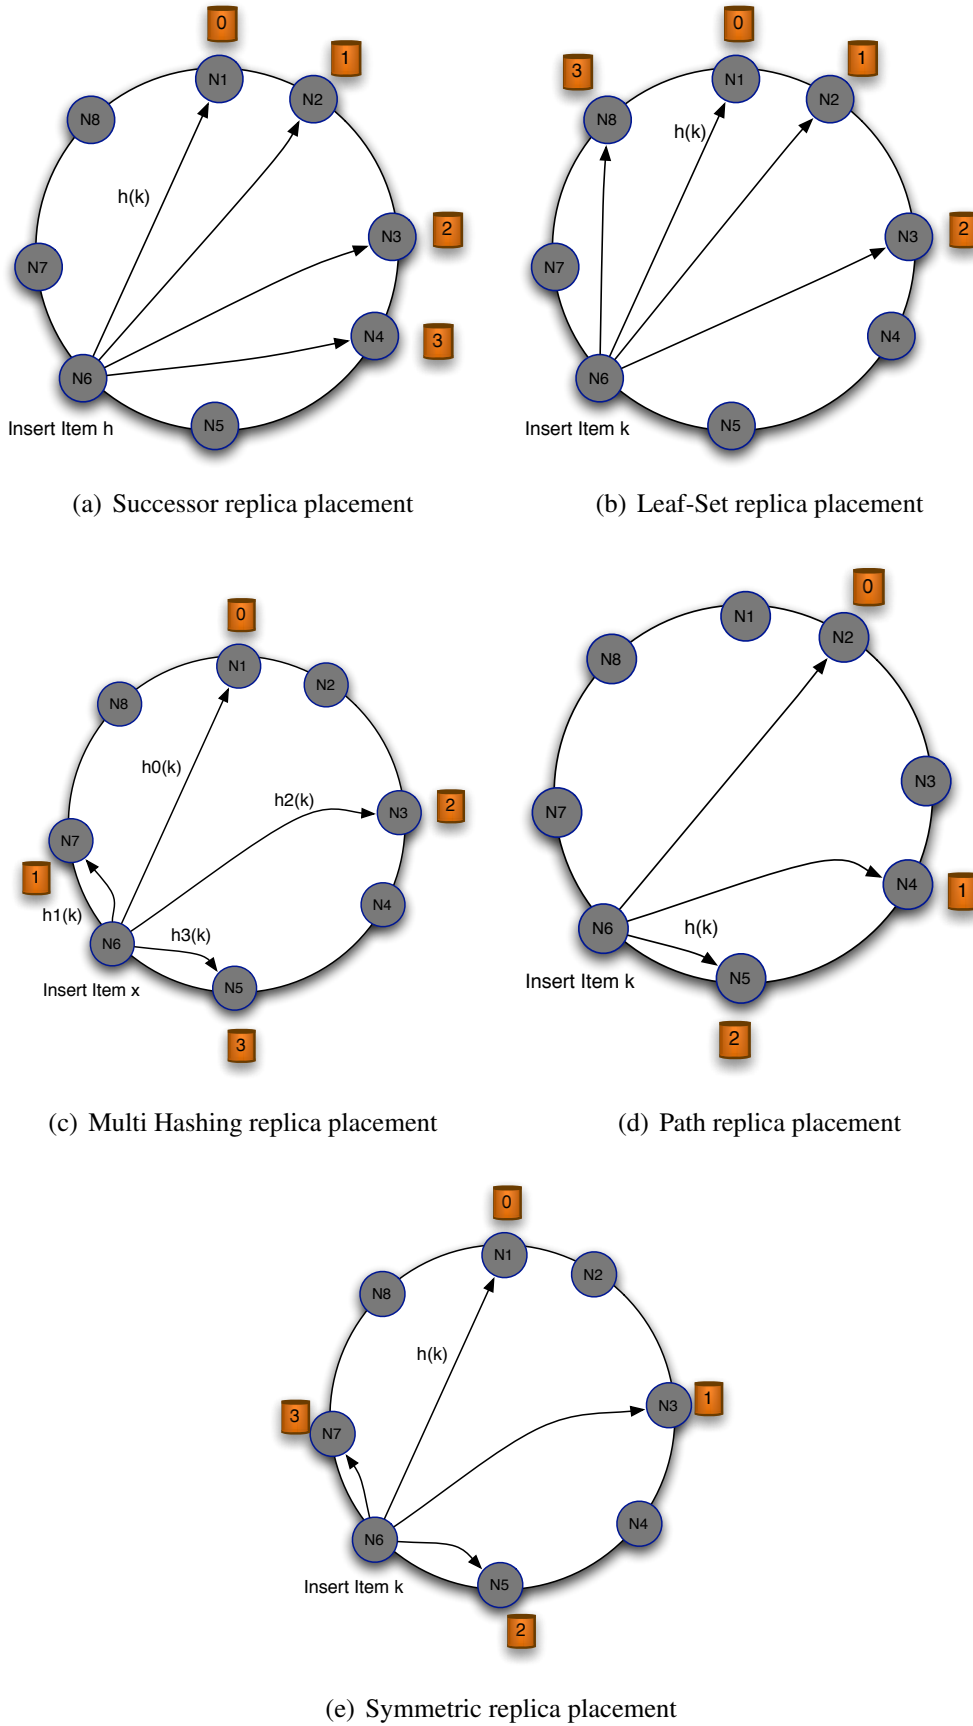 0
1
N1
N2
N8
h(k)
2
N3
N7
3
N4
N6
Insert Item h
N5
(a) Successor replica placement
0
1
3
N1
N2
N8
h(k)
2
N3
N7
N4
N6
Insert Item k
N5
(b) Leaf-Set replica placement
0
N1
N2
N8
h0(k)
h2(k)
2
N3
N7
1
h1(k)
N4
h3(k)
N6
Insert Item x
N5
3
(c) Multi Hashing replica placement
0
N1
N2
N8
N3
N7
N4
1
h(k)
N6
Insert Item k
N5
2
(d) Path replica placement
0
N1
N2
N8
h(k)
1
N3
3
N7
N4
N6
Insert Item k
N5
2
(e) Symmetric replica placement